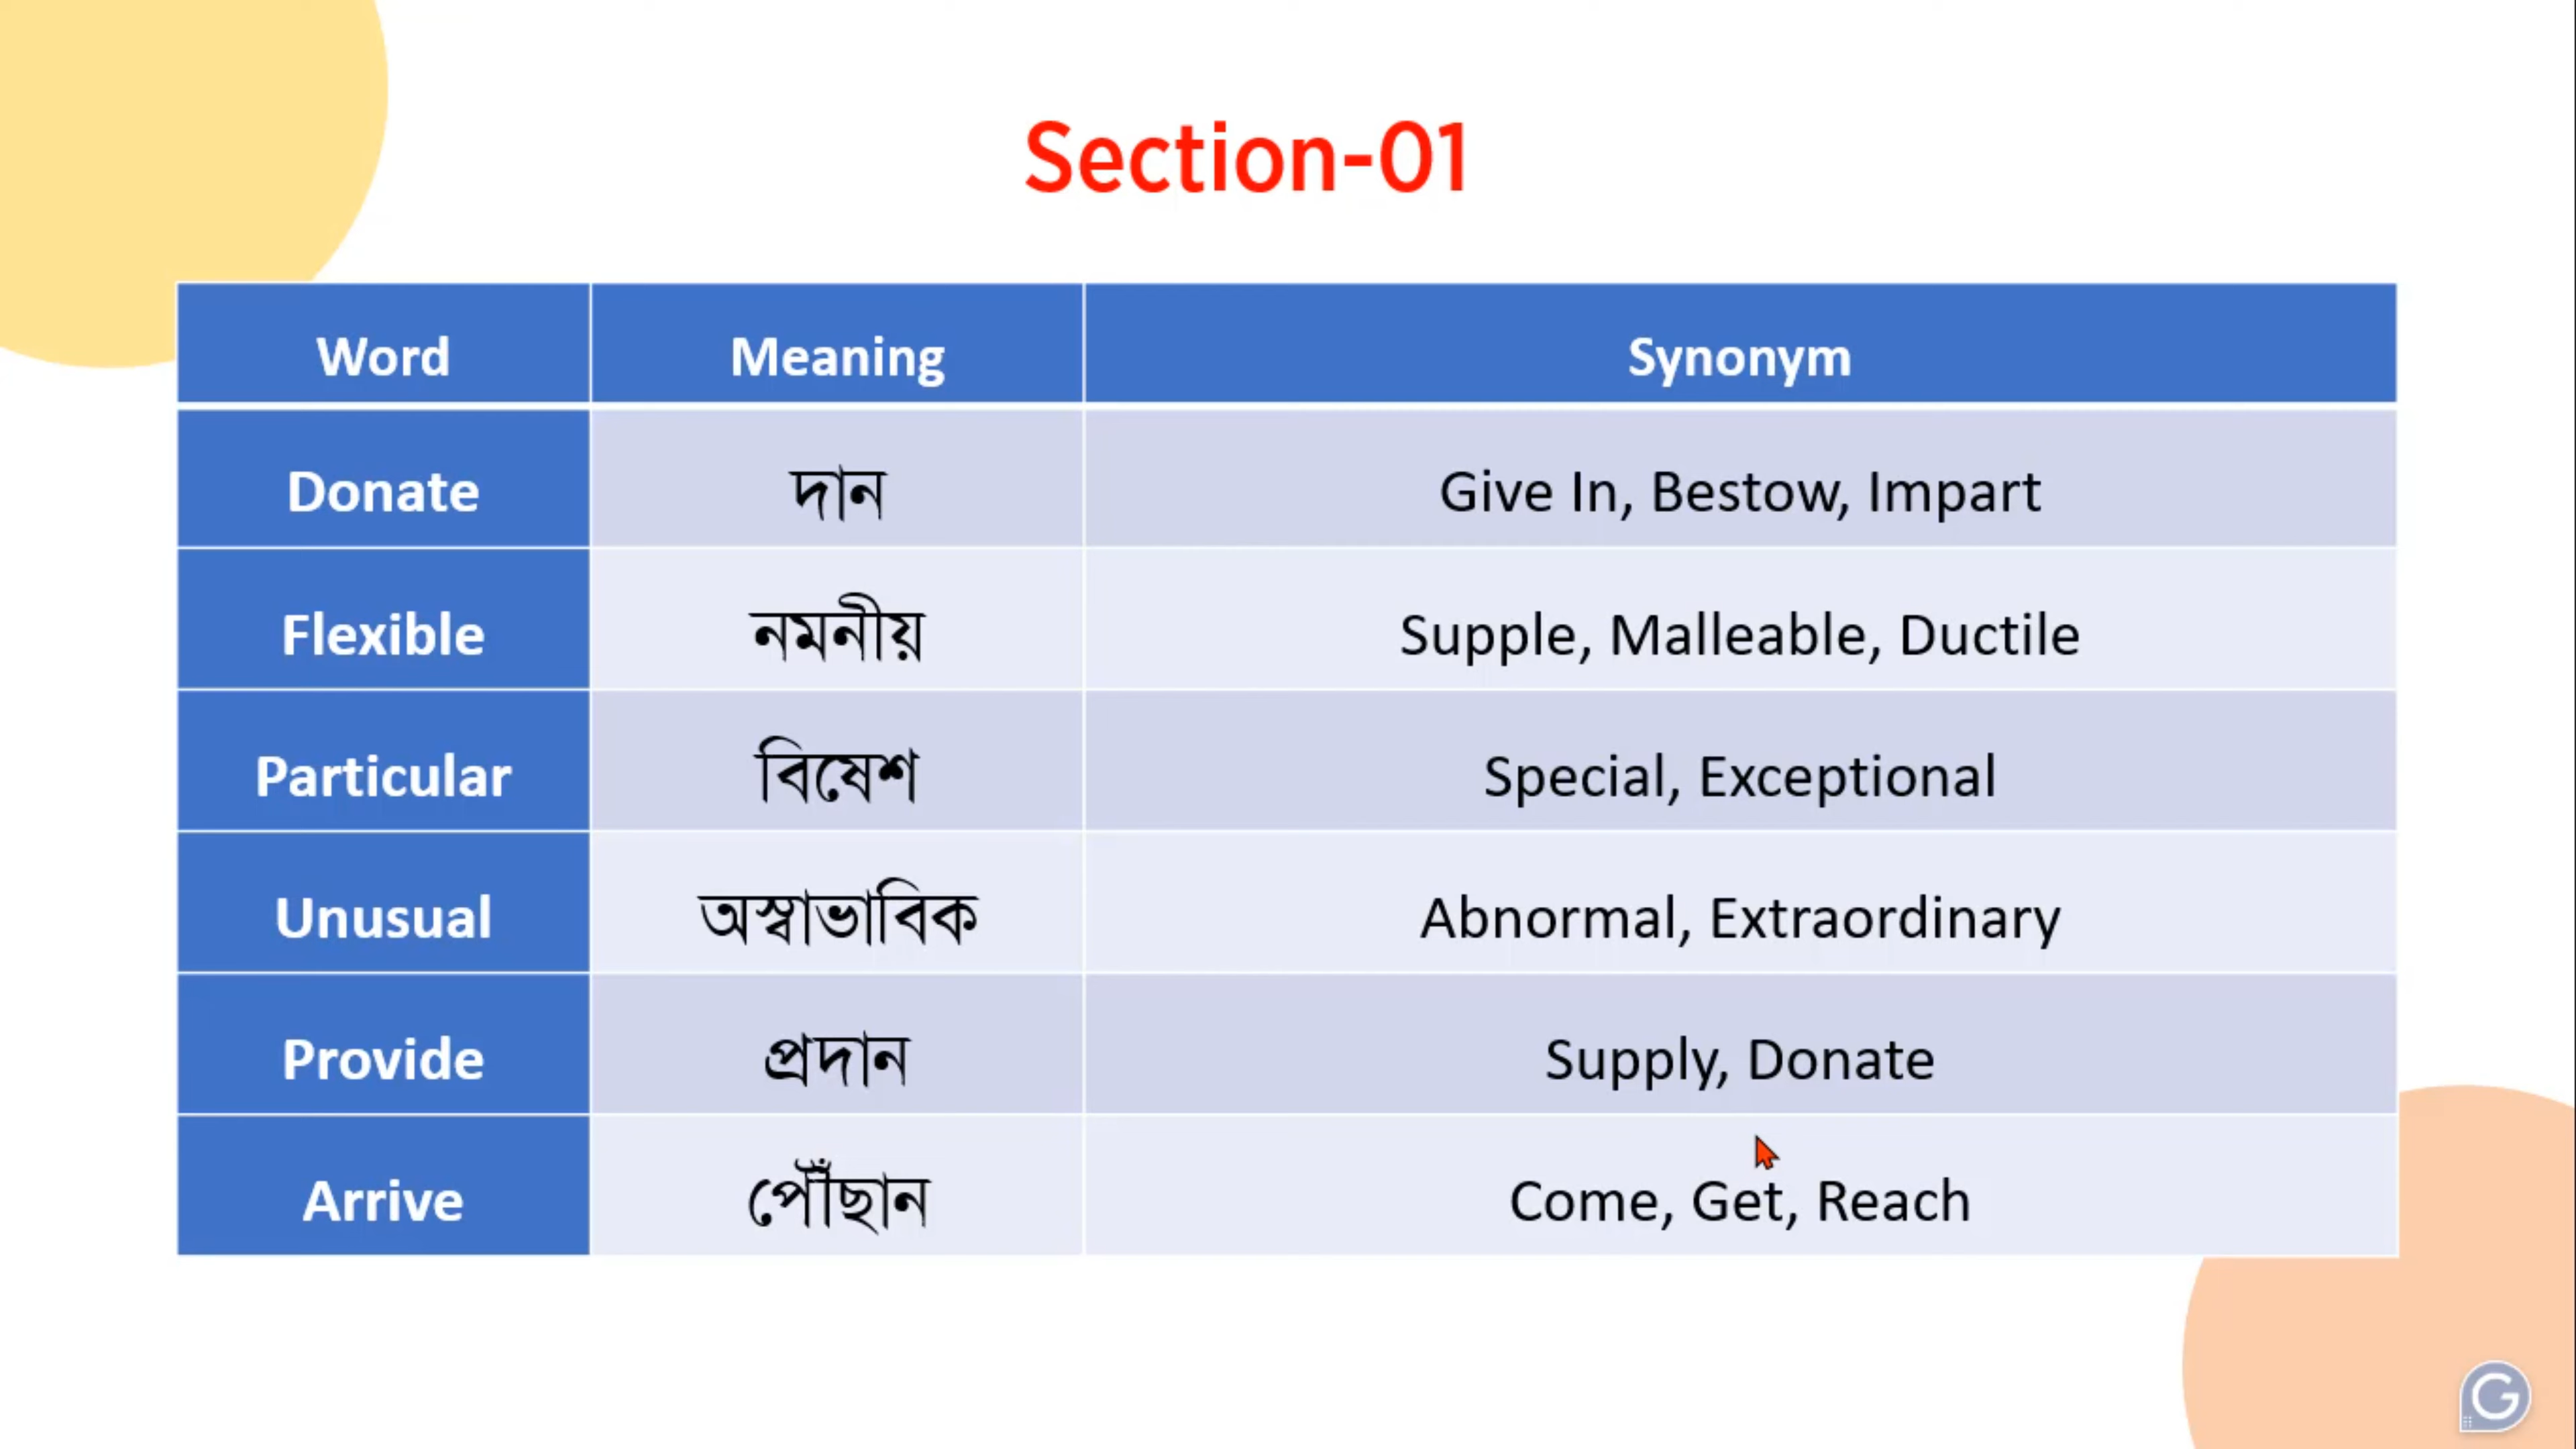 Section-01
Word Meaning Synonym
Donate দান Give In, Bestow, Impart
Flexible নমনীয় Supple, Malleable, Ductile
Particular বিষেশ Special, Exceptional
Unusual অস্বাভাবিক Abnormal, Extraordinary
Provide প্রদান Supply, Donate
Arrive পৌঁছান Come, Get, Reach
G